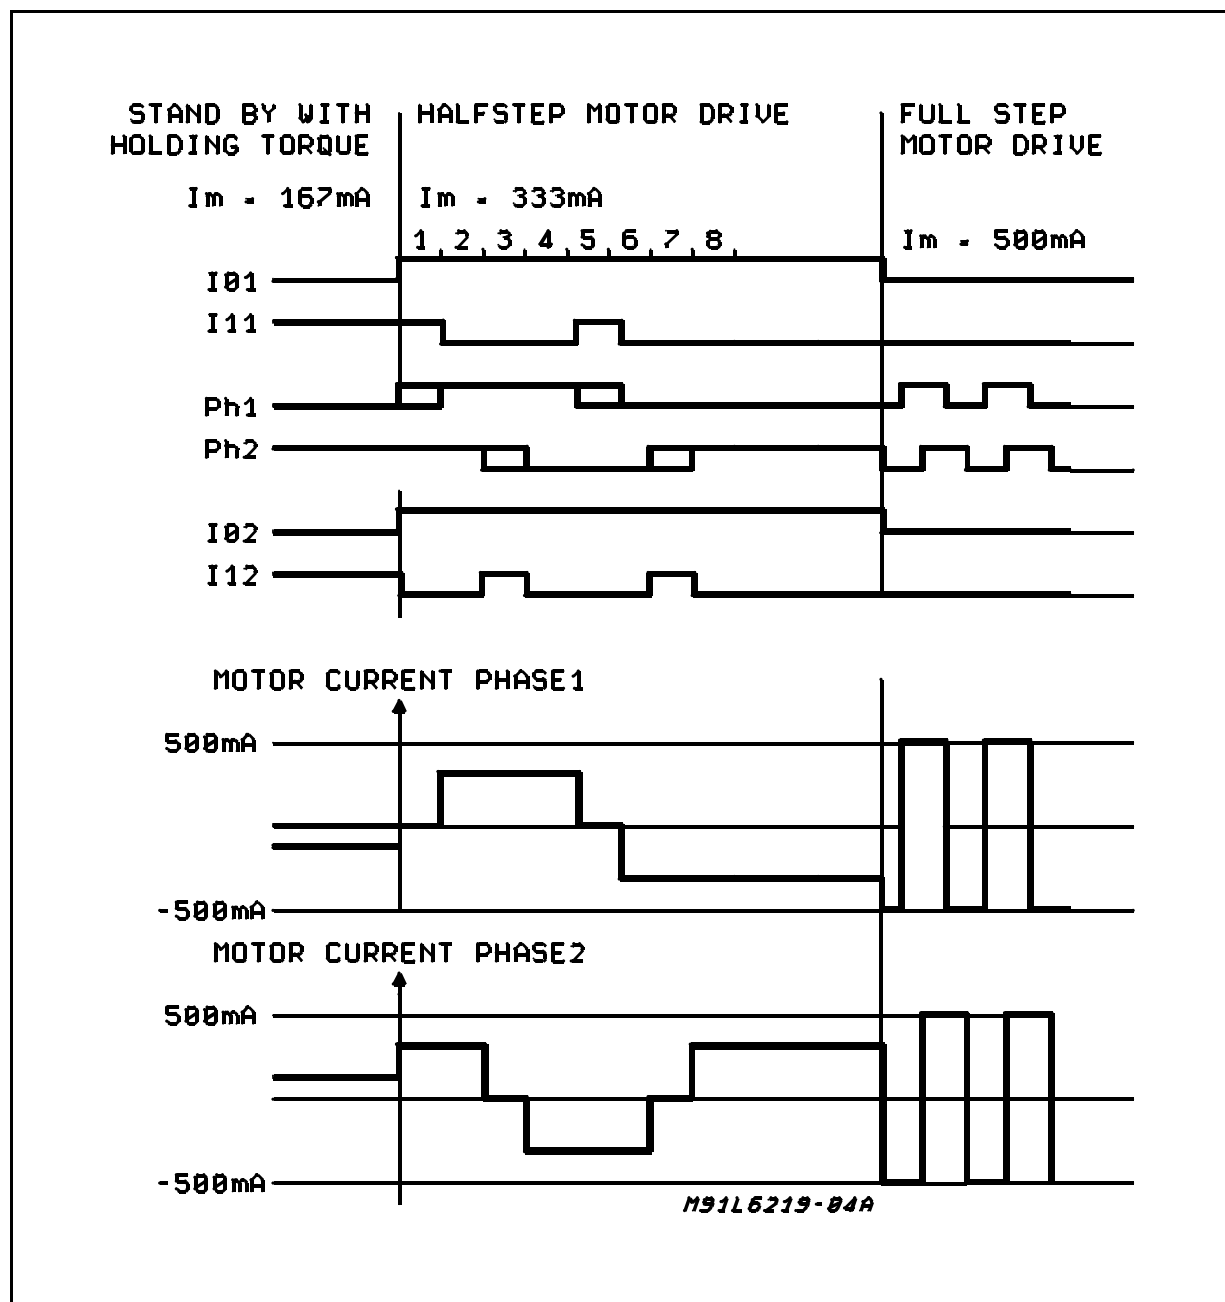 STAND BY WITH
HOLDING TORQUE
Im = 167mA
HALFSTEP MOTOR DRIVE
Im = 333mA
1 2 3 4 5 6 7 8
FULL STEP
MOTOR DRIVE
Im = 500mA
I01
I11
Ph1
Ph2
I02
I12
MOTOR CURRENT PHASE1
500mA
-500mA
MOTOR CURRENT PHASE2
500mA
-500mA
M91L6219-04A